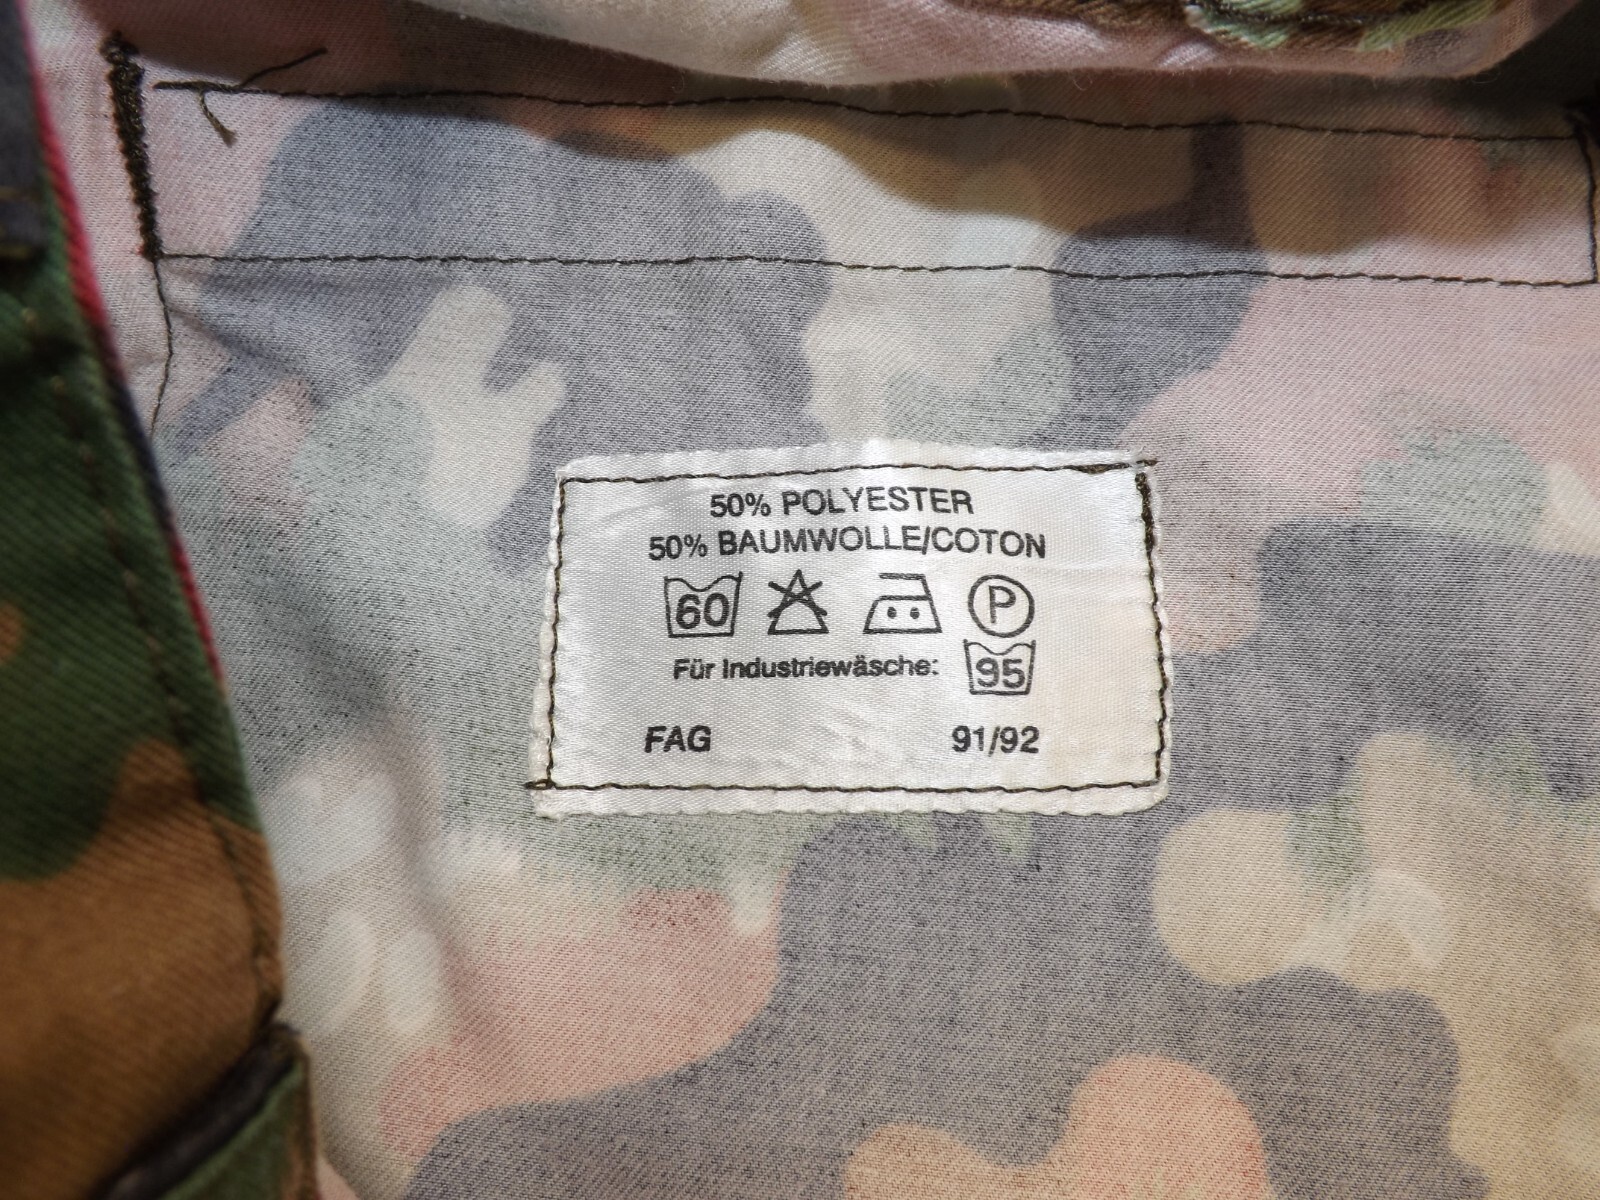 50% POLYESTER
50% BAUMWOLLE/COTON
60 P
Für Industriewäsche: 95
FAG 91/92